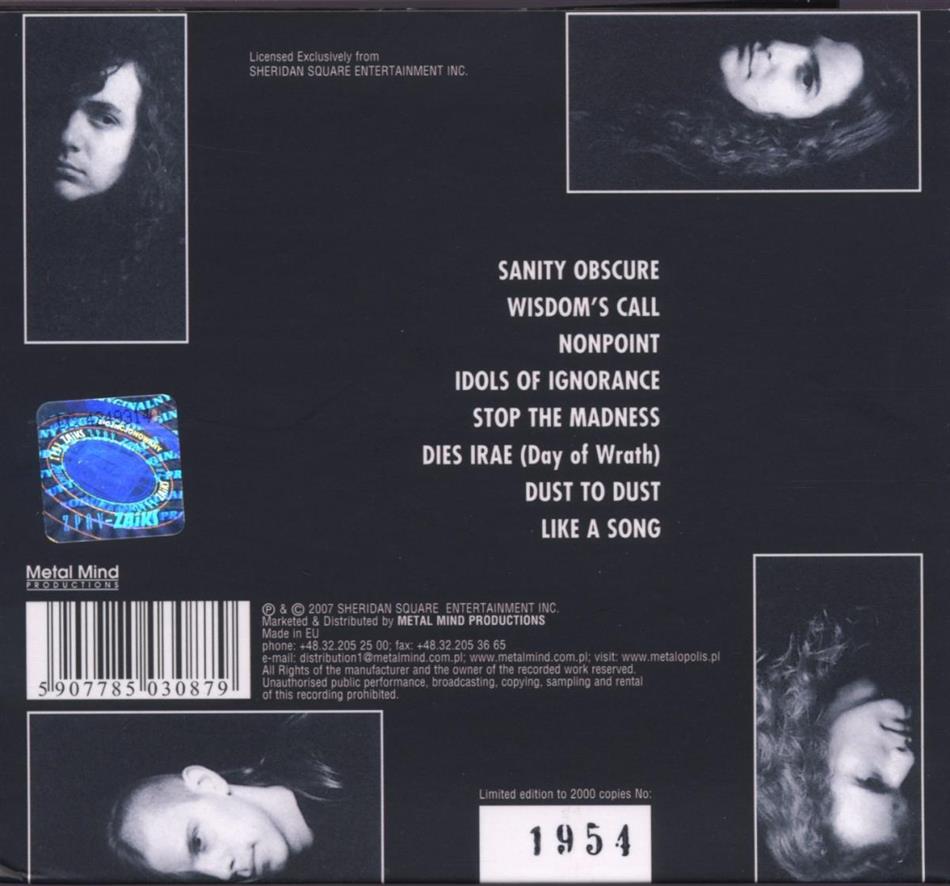 Licensed Exclusively from
SHERIDAN SQUARE ENTERTAINMENT INC.
SANITY OBSCURE
WISDOM'S CALL
NONPOINT
IDOLS OF IGNORANCE
STOP THE MADNESS
DIES IRAE (Day of Wrath)
DUST TO DUST
LIKE A SONG
ZPAV-ZAiKS
Metal Mind
PRODUCTIONS
5 907785 030879
℗ & © 2007 SHERIDAN SQUARE ENTERTAINMENT INC.
Marketed & Distributed by METAL MIND PRODUCTIONS
Made in EU
phone: +48.32.205 25 00; fax: +48.32.205 36 65
e-mail: distribution1@metalmind.com.pl; www.metalmind.com.pl; visit: www.metalopolis.pl
All Rights of the manufacturer and the owner of the recorded work reserved.
Unauthorised public performance, broadcasting, copying, sampling and rental
of this recording prohibited.
Limited edition to 2000 copies No:
1954